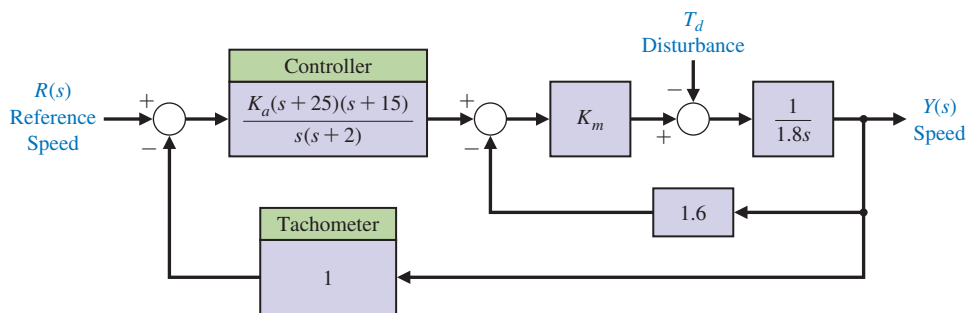 T_d
Disturbance
Controller
R(s)
Reference
Speed
+
−
K_a(s + 25)(s + 15)
s(s + 2)
+
−
K_m
−
+
1
1.8s
Y(s)
Speed
1.6
Tachometer
1